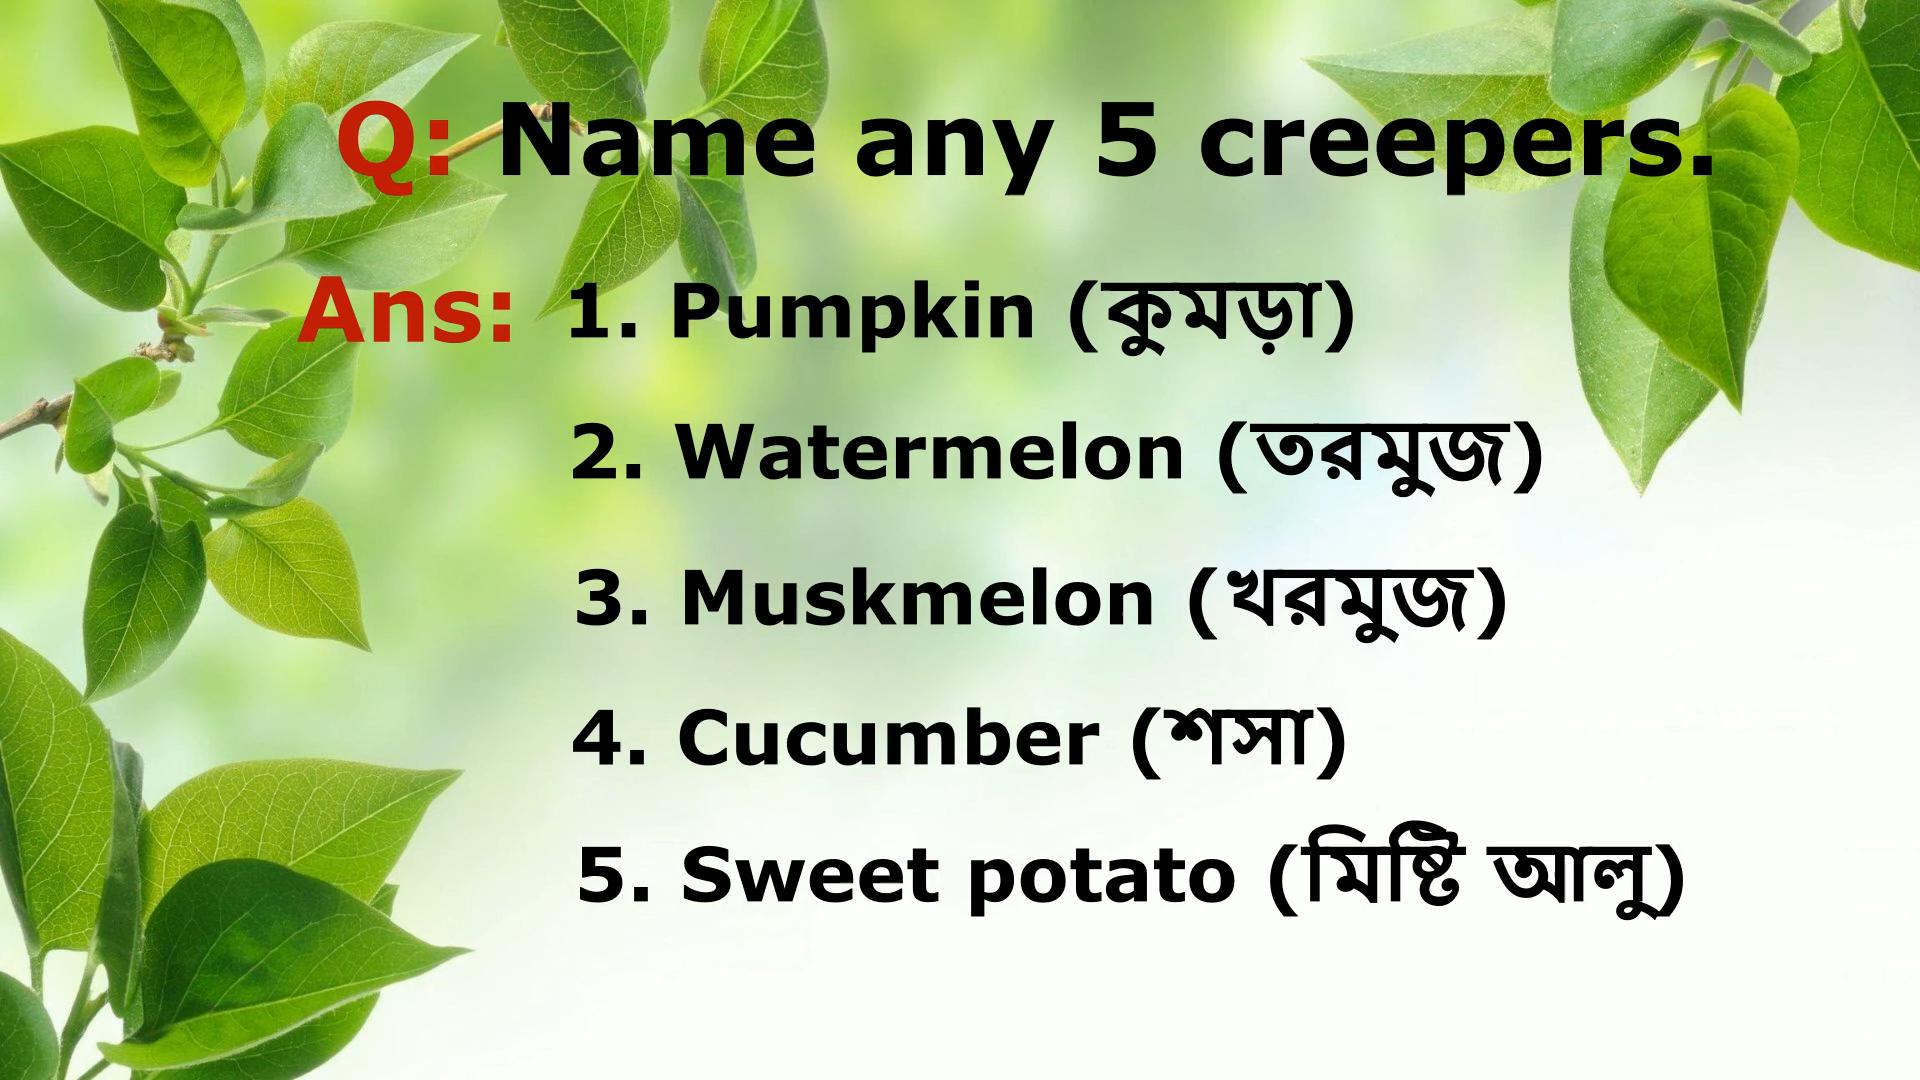 Q: Name any 5 creepers.
Ans: 1. Pumpkin (কুমড়া)
2. Watermelon (তরমুজ)
3. Muskmelon (খরমুজ)
4. Cucumber (শসা)
5. Sweet potato (মিষ্টি আলু)